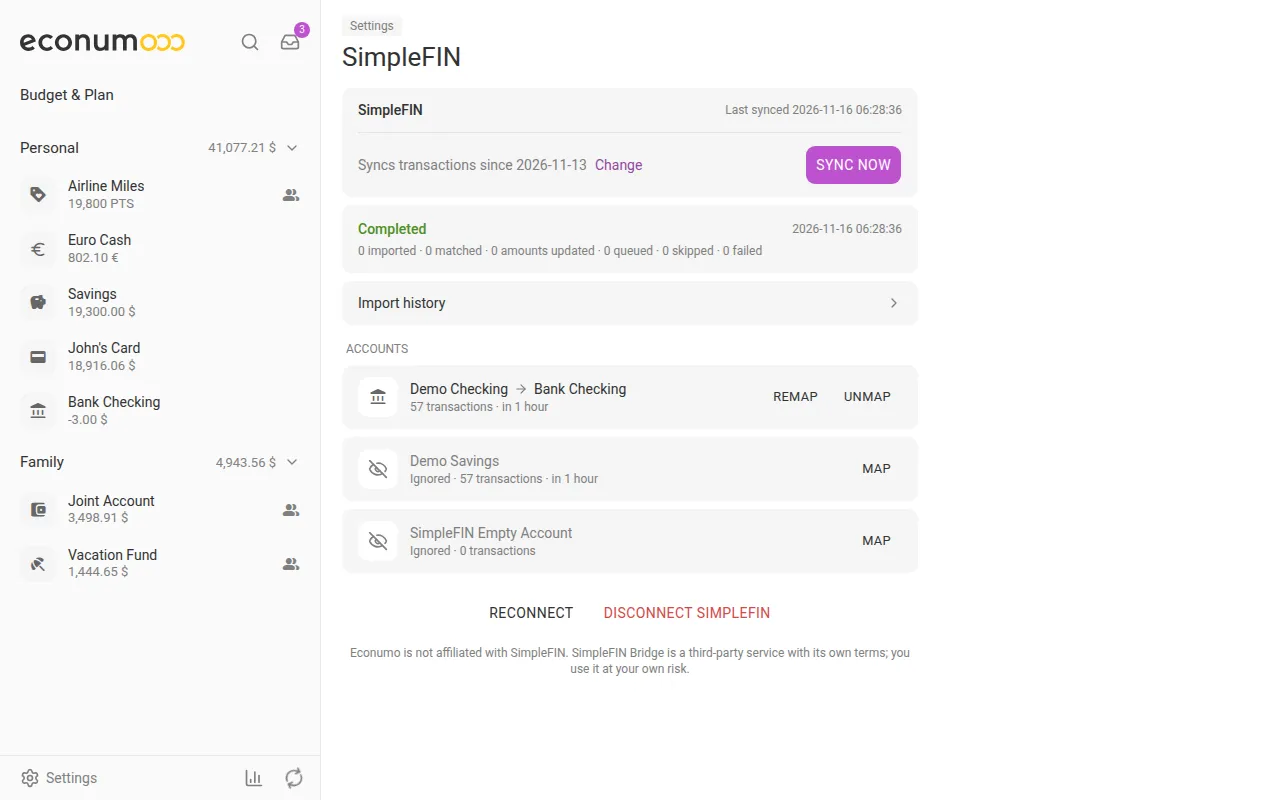 econumo
3
Budget & Plan
Personal 41,077.21 $
Airline Miles
19,800 PTS
Euro Cash
802.10 €
Savings
19,300.00 $
John's Card
18,916.06 $
Bank Checking
-3.00 $
Family 4,943.56 $
Joint Account
3,498.91 $
Vacation Fund
1,444.65 $
Settings
Settings
SimpleFIN
SimpleFIN Last synced 2026-11-16 06:28:36
Syncs transactions since 2026-11-13 Change SYNC NOW
Completed 2026-11-16 06:28:36
0 imported · 0 matched · 0 amounts updated · 0 queued · 0 skipped · 0 failed
Import history
ACCOUNTS
Demo Checking → Bank Checking
57 transactions · in 1 hour
REMAP UNMAP
Demo Savings
Ignored · 57 transactions · in 1 hour
MAP
SimpleFIN Empty Account
Ignored · 0 transactions
MAP
RECONNECT DISCONNECT SIMPLEFIN
Econumo is not affiliated with SimpleFIN. SimpleFIN Bridge is a third-party service with its own terms; you
use it at your own risk.